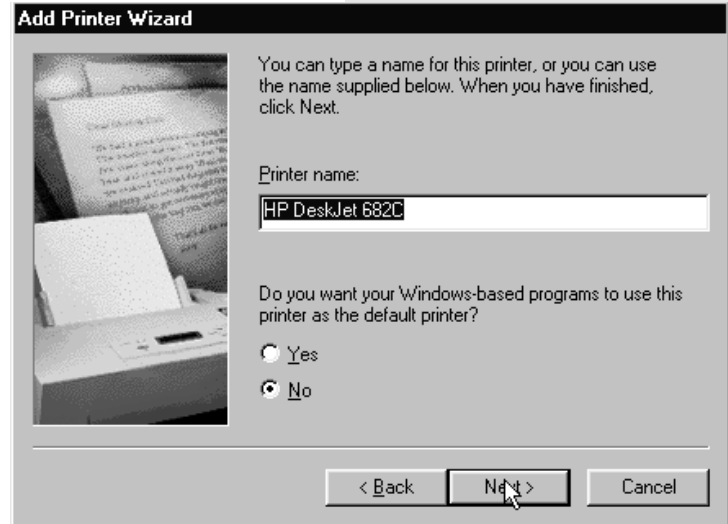 Add Printer Wizard
You can type a name for this printer, or you can use
the name supplied below. When you have finished,
click Next.
Printer name:
HP DeskJet 682C
Do you want your Windows-based programs to use this
printer as the default printer?
Yes
No
< Back
Next >
Cancel